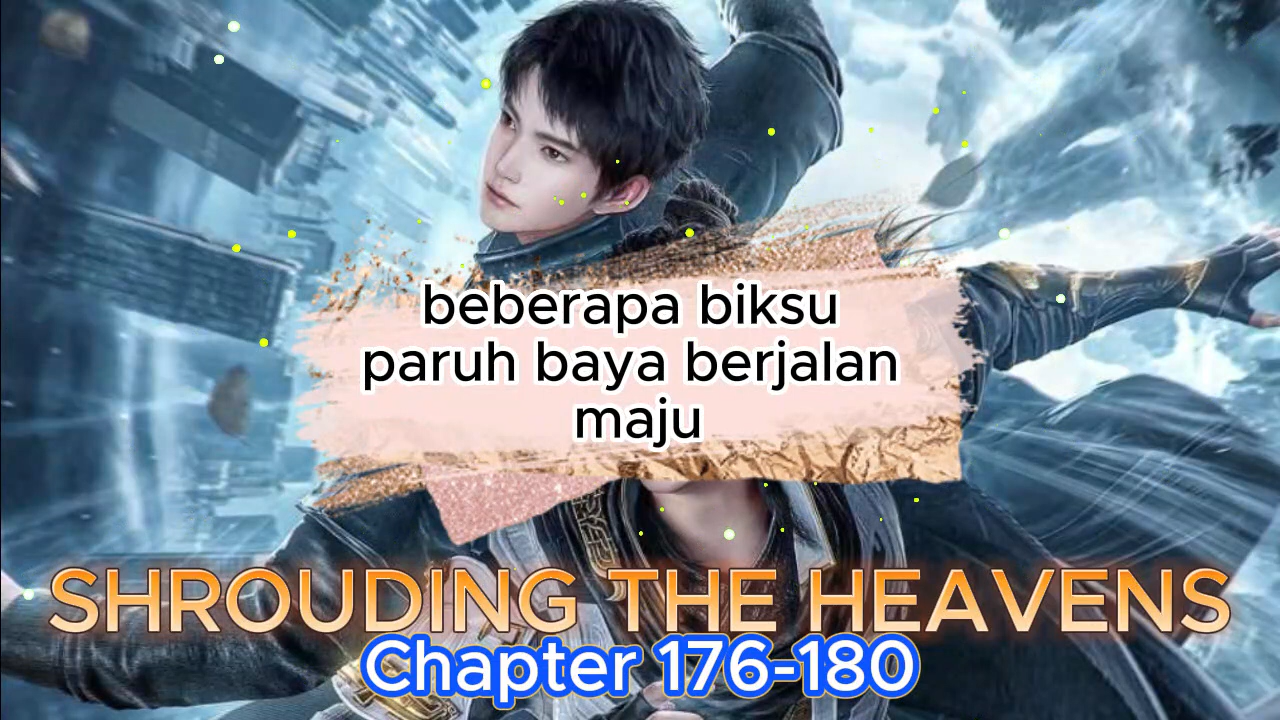 beberapa biksu
paruh baya berjalan
maju
SHROUDING THE HEAVENS
Chapter 176-180